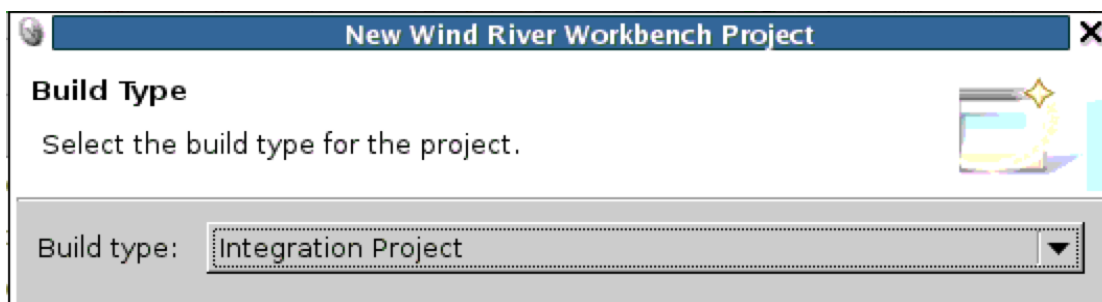 New Wind River Workbench Project
Build Type
Select the build type for the project.
Build type: Integration Project